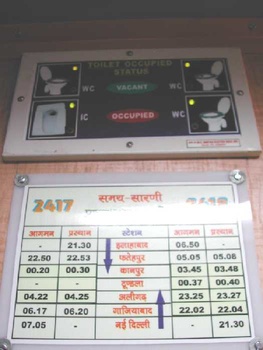 TOILET OCCUPIED
STATUS
WC VACANT WC
IC OCCUPIED WC
समय-सारणी
2417 2418
आगमन प्रस्थान स्टेशन आगमन प्रस्थान
- 21.30 इलाहाबाद 06.50 -
22.50 22.53 फतेहपुर 05.05 05.08
00.20 00.30 कानपुर 03.45 03.48
- - टूण्डला 00.37 00.40
04.22 04.25 अलीगढ़ 23.25 23.27
06.17 06.20 गाजियाबाद 22.02 22.04
07.05 - नई दिल्ली - 21.30